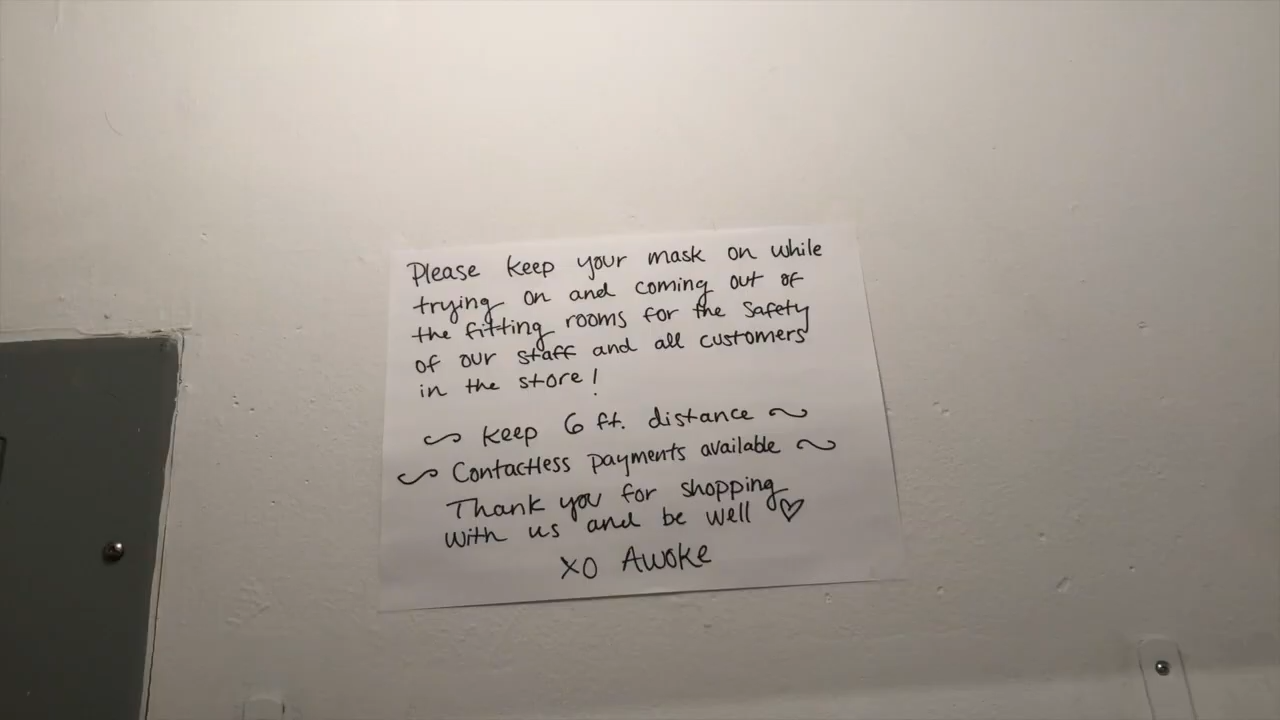 Please keep your mask on while
trying on and coming out of
the fitting rooms for the safety
of our staff and all customers
in the store!
~ keep 6 ft. distance ~
~ Contactless payments available ~
Thank you for shopping
with us and be well ♡
XO Awoke